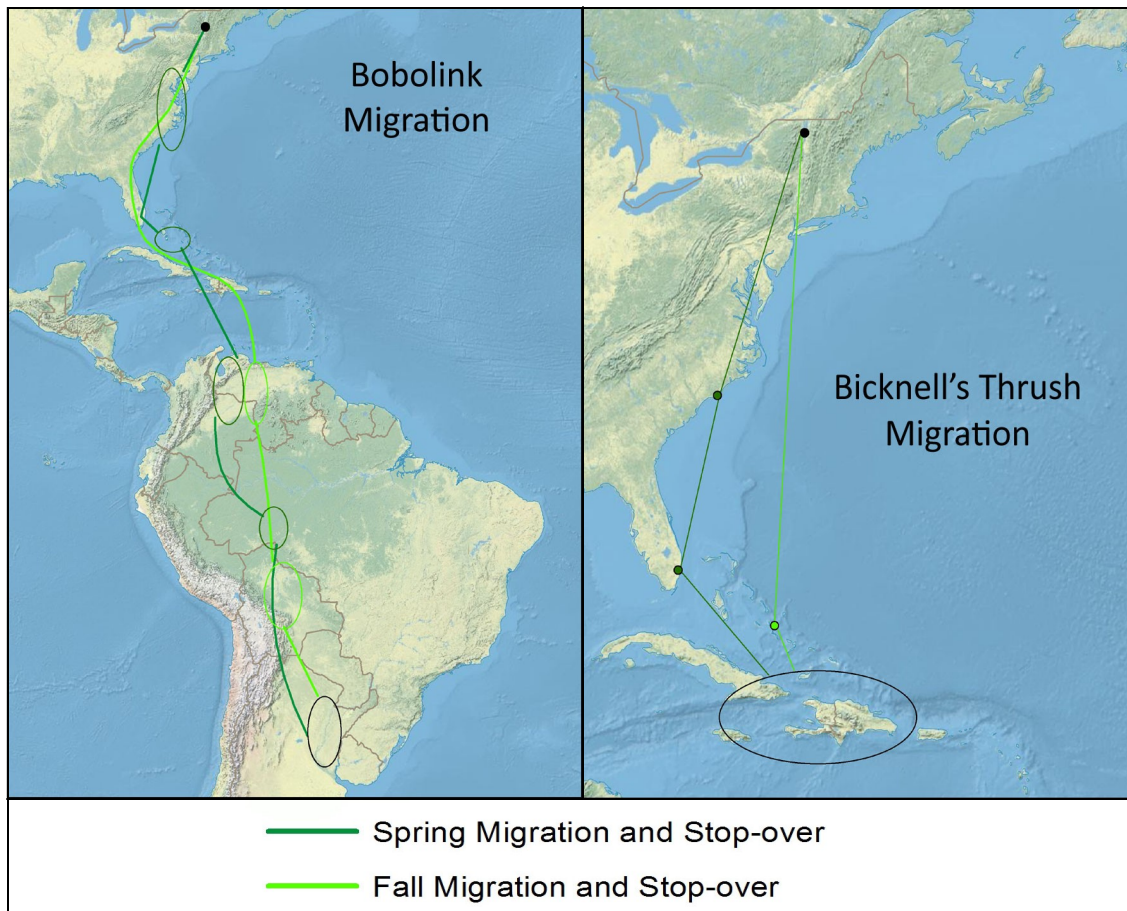 Bobolink
Migration
Bicknell's Thrush
Migration
Spring Migration and Stop-over
Fall Migration and Stop-over